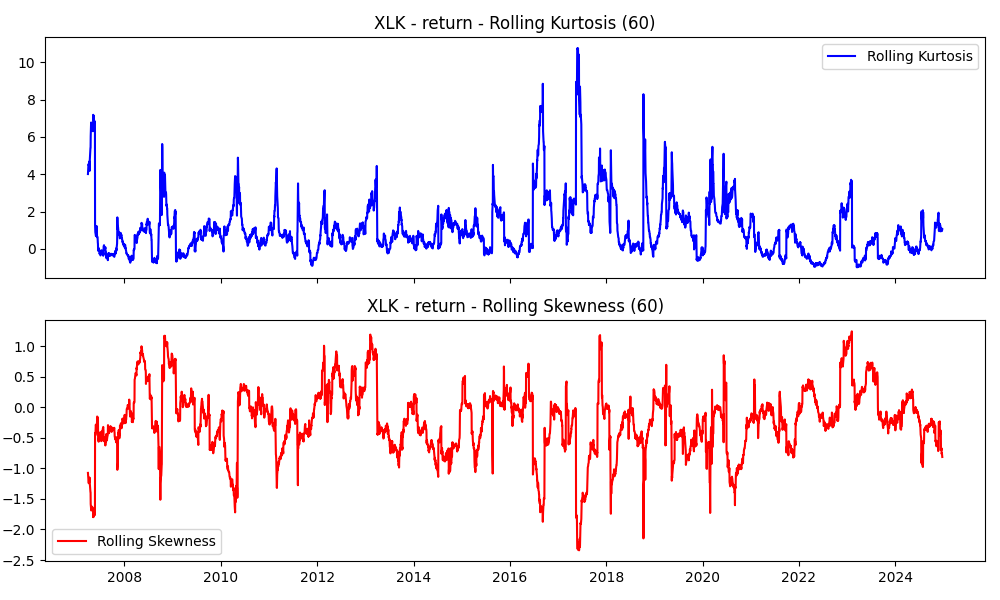 XLK - return - Rolling Kurtosis (60)
10
8
6
4
2
0
Rolling Kurtosis
XLK - return - Rolling Skewness (60)
1.0
0.5
0.0
−0.5
−1.0
−1.5
−2.0
−2.5
Rolling Skewness
2008 2010 2012 2014 2016 2018 2020 2022 2024